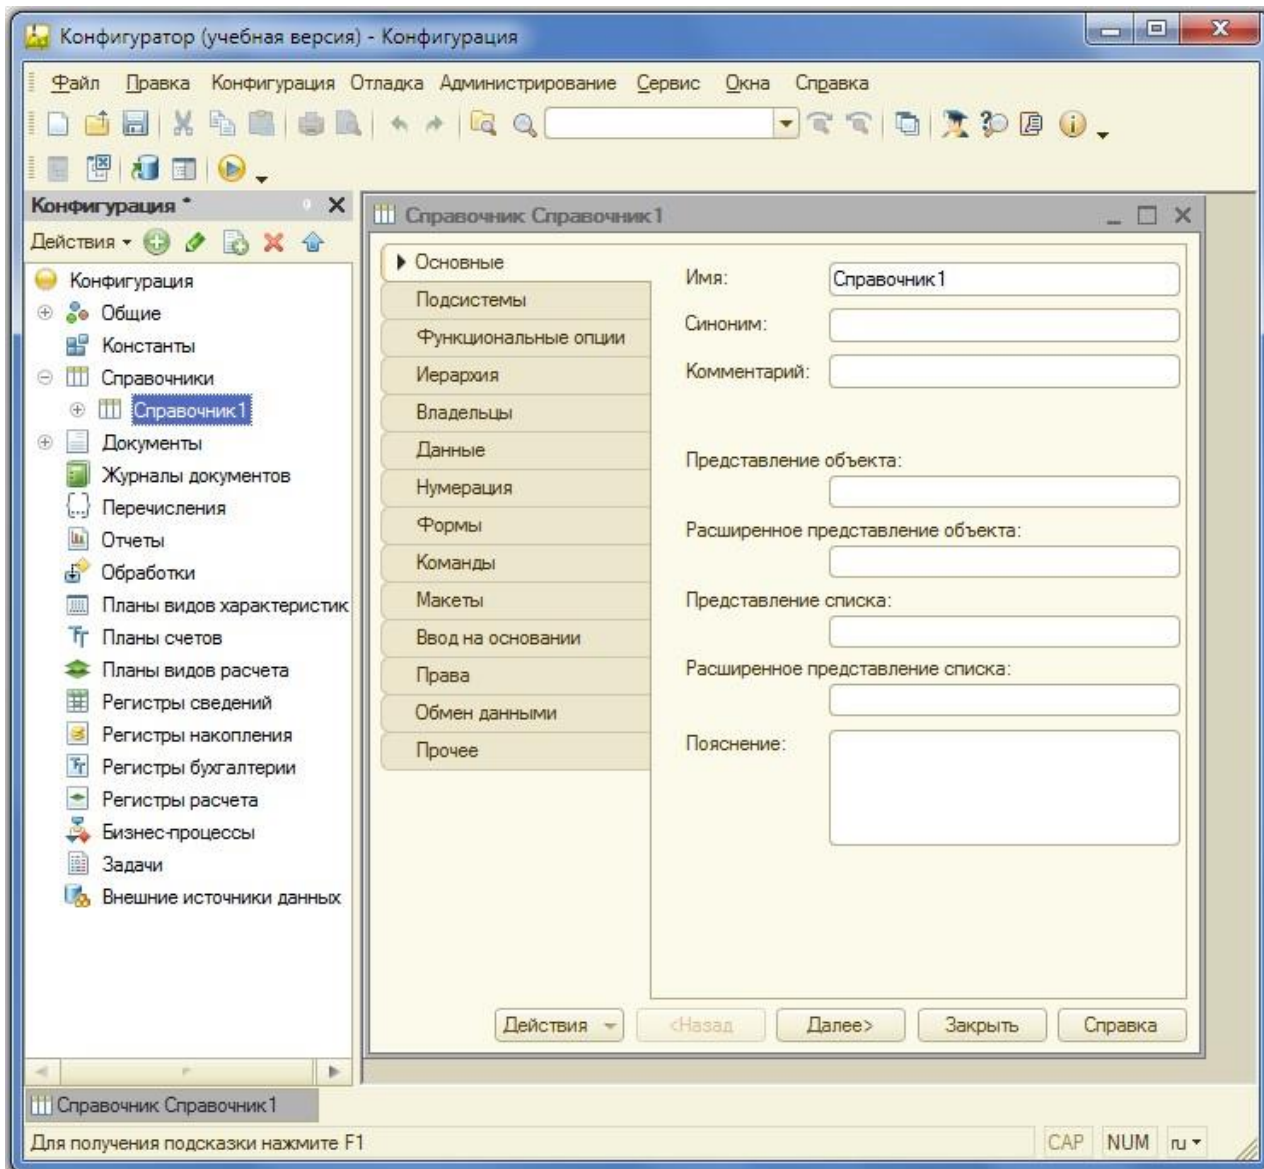 Конфигуратор (учебная версия) - Конфигурация
Файл Правка Конфигурация Отладка Администрирование Сервис Окна Справка
Конфигурация *
Действия
Конфигурация
Общие
Константы
Справочники
Справочник1
Документы
Журналы документов
Перечисления
Отчеты
Обработки
Планы видов характеристик
Планы счетов
Планы видов расчета
Регистры сведений
Регистры накопления
Регистры бухгалтерии
Регистры расчета
Бизнес-процессы
Задачи
Внешние источники данных
Справочник Справочник1
Основные
Подсистемы
Функциональные опции
Иерархия
Владельцы
Данные
Нумерация
Формы
Команды
Макеты
Ввод на основании
Права
Обмен данными
Прочее
Имя: Справочник1
Синоним:
Комментарий:
Представление объекта:
Расширенное представление объекта:
Представление списка:
Расширенное представление списка:
Пояснение:
Действия <Назад Далее> Закрыть Справка
Справочник Справочник1
Для получения подсказки нажмите F1 CAP NUM ru